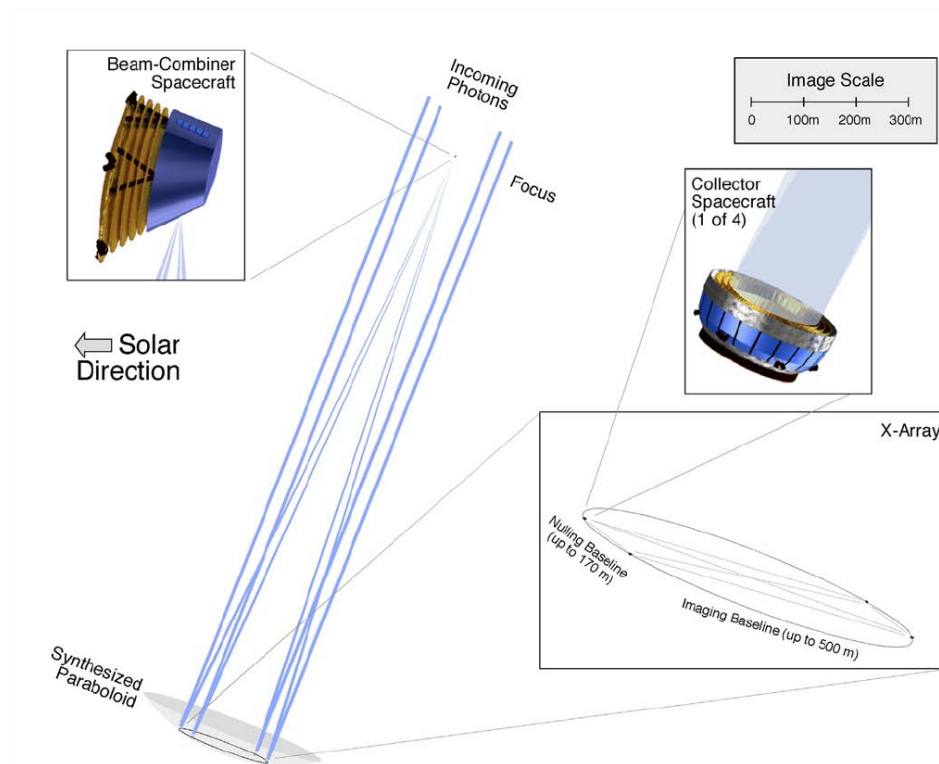 Beam-Combiner
Spacecraft
Incoming
Photons
Image Scale
0 100m 200m 300m
Focus
Collector
Spacecraft
(1 of 4)
Solar
Direction
X-Array
Nulling Baseline
(up to 170 m)
Imaging Baseline (up to 500 m)
Synthesized
Paraboloid